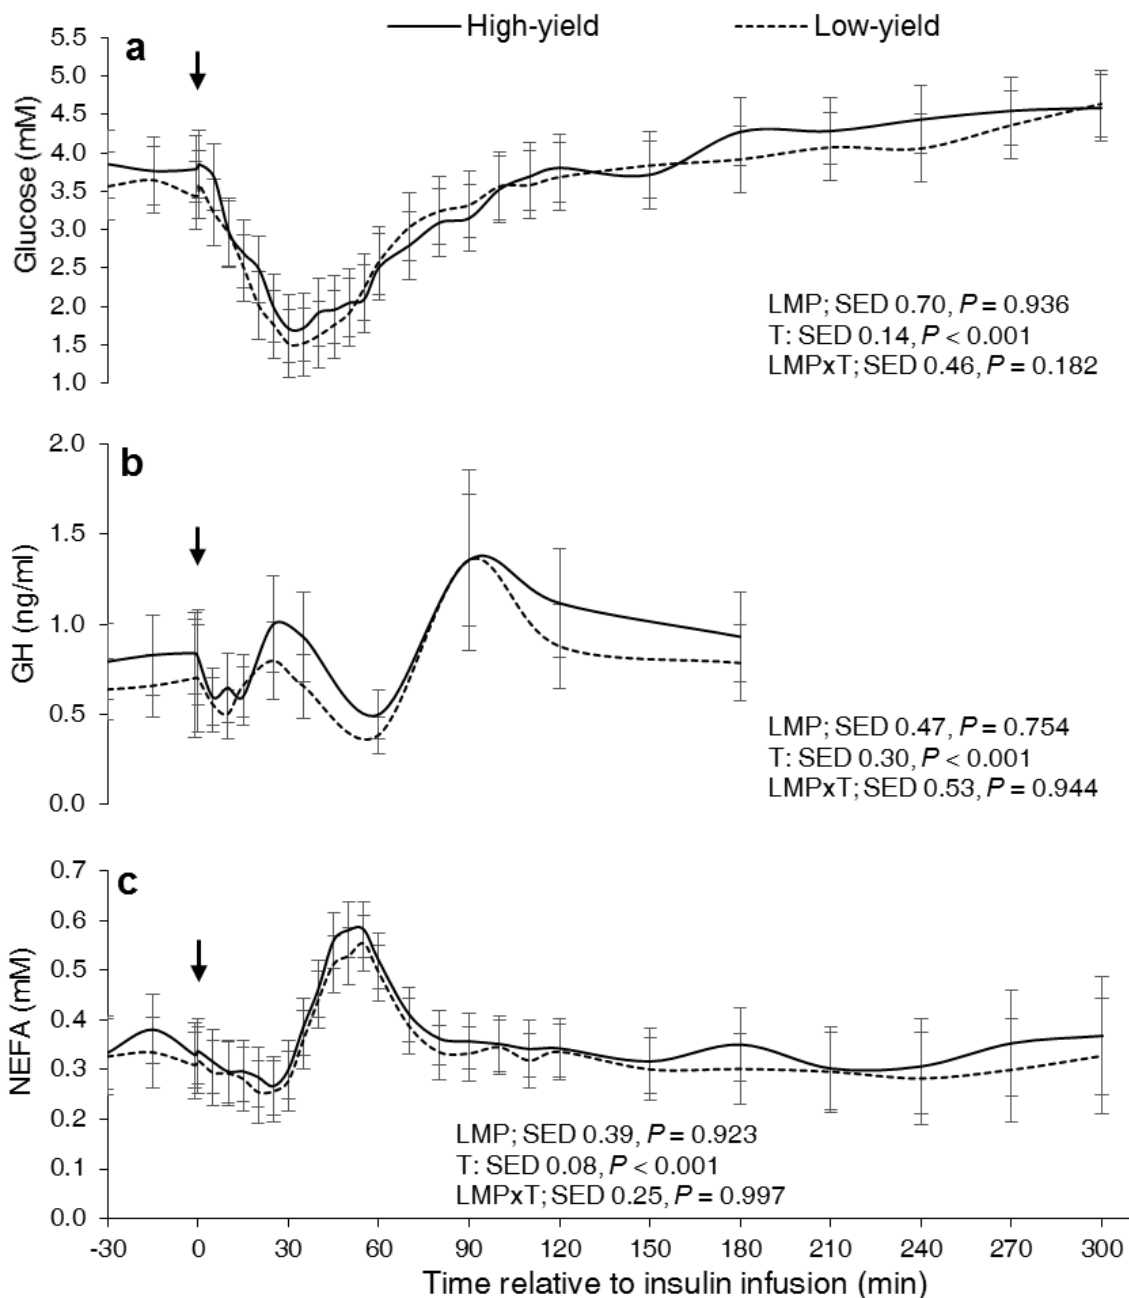 High-yield
Low-yield
a
Glucose (mM)
5.5
5.0
4.5
4.0
3.5
3.0
2.5
2.0
1.5
1.0
LMP; SED 0.70, P = 0.936
T: SED 0.14, P < 0.001
LMPxT; SED 0.46, P = 0.182
b
GH (ng/ml)
2.0
1.5
1.0
0.5
0.0
LMP; SED 0.47, P = 0.754
T: SED 0.30, P < 0.001
LMPxT; SED 0.53, P = 0.944
c
NEFA (mM)
0.7
0.6
0.5
0.4
0.3
0.2
0.1
0.0
LMP; SED 0.39, P = 0.923
T: SED 0.08, P < 0.001
LMPxT; SED 0.25, P = 0.997
-30 0 30 60 90 120 150 180 210 240 270 300
Time relative to insulin infusion (min)